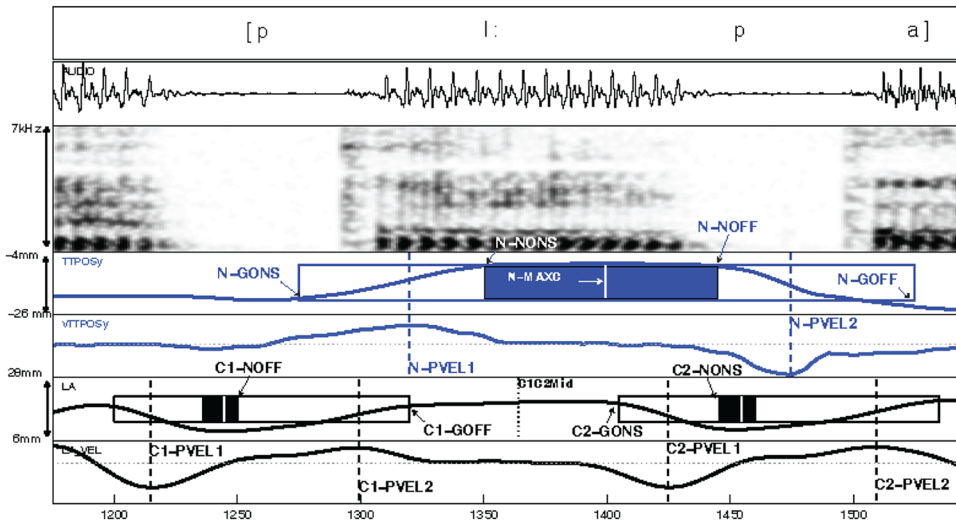 [p l: p a]
AUDIO
7kHz
N-NONS N-NOFF
-4mm
TTPOSy
N-GONS N-MAXC N-GOFF
-26 mm
vTTPOSy
N-PVEL2
N-PVEL1
28mm
C1-NOFF C1C2Mid C2-NONS
LA
C1-GOFF C2-GONS
6mm
C1-PVEL1 C2-PVEL1
C1-PVEL2 C2-PVEL2
1200 1250 1300 1350 1400 1450 1500